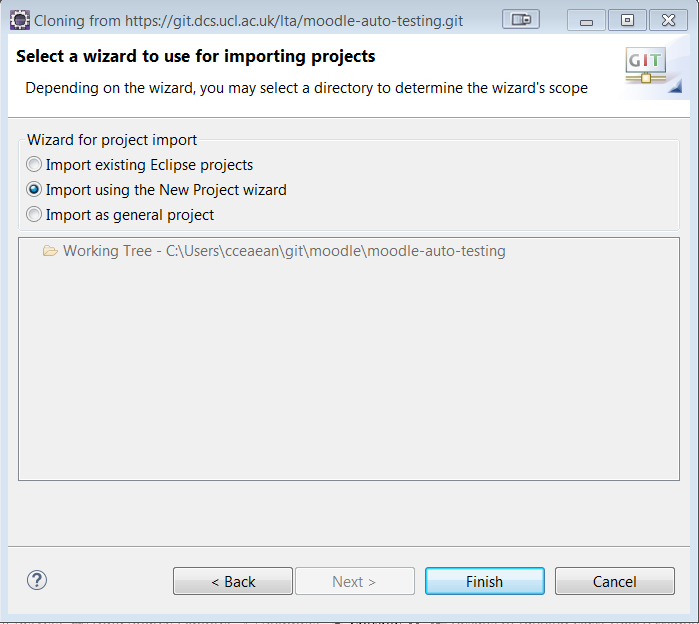 Cloning from https://git.dcs.ucl.ac.uk/lta/moodle-auto-testing.git
Select a wizard to use for importing projects
Depending on the wizard, you may select a directory to determine the wizard's scope
GIT
Wizard for project import
Import existing Eclipse projects
Import using the New Project wizard
Import as general project
Working Tree - C:\Users\cceaean\git\moodle\moodle-auto-testing
? < Back Next > Finish Cancel